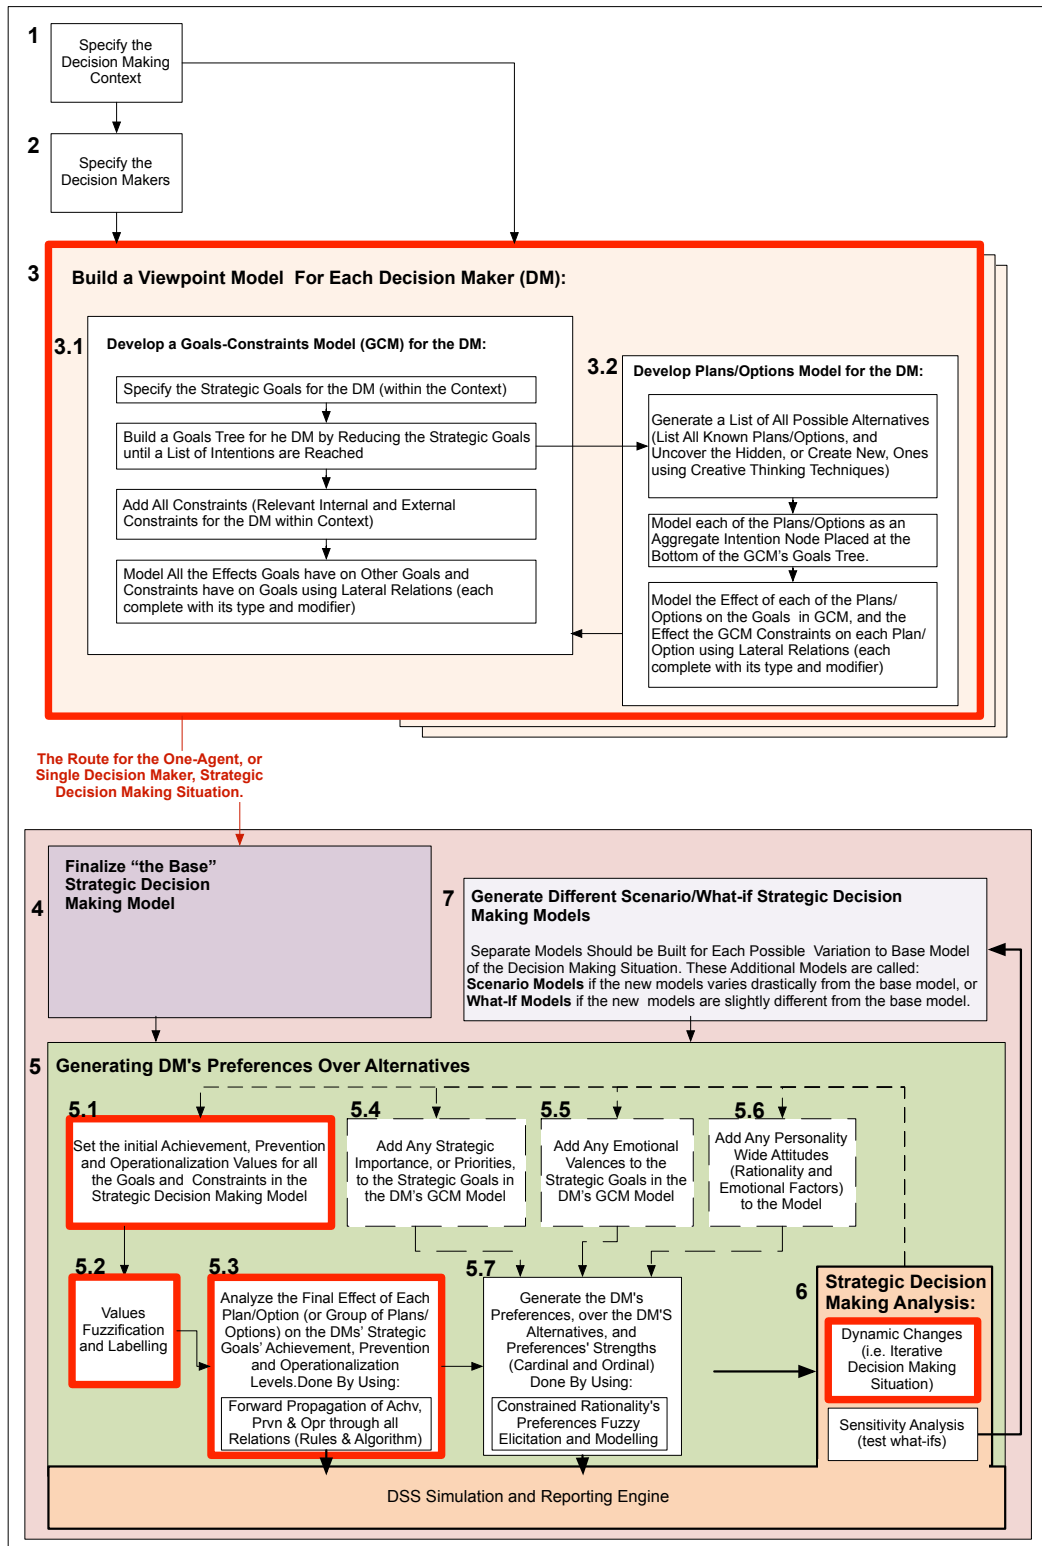 1
Specify the
Decision Making
Context
2
Specify the
Decision Makers
3
Build a Viewpoint Model  For Each Decision Maker (DM):
3.1
Develop a Goals-Constraints Model (GCM) for the DM:
Specify the Strategic Goals for the DM (within the Context)
Build a Goals Tree for he DM by Reducing the Strategic Goals
until a List of Intentions are Reached
Add All Constraints (Relevant Internal and External
Constraints for the DM within Context)
Model All the Effects Goals have on Other Goals and
Constraints have on Goals using Lateral Relations (each
complete with its type and modifier)
3.2
Develop Plans/Options Model for the DM:
Generate a List of All Possible Alternatives
(List All Known Plans/Options, and
Uncover the Hidden, or Create New, Ones
using Creative Thinking Techniques)
Model each of the Plans/Options as an
Aggregate Intention Node Placed at the
Bottom of the GCM's Goals Tree.
Model the Effect of each of the Plans/
Options on the Goals  in GCM, and the
Effect the GCM Constraints on each Plan/
Option using Lateral Relations (each
complete with its type and modifier)
The Route for the One-Agent, or
Single Decision Maker, Strategic
Decision Making Situation.
4
Finalize “the Base”
Strategic Decision
Making Model
7
Generate Different Scenario/What-if Strategic Decision
Making Models
Separate Models Should be Built for Each Possible  Variation to Base Model
of the Decision Making Situation. These Additional Models are called:
Scenario Models if the new models varies drastically from the base model, or
What-If Models if the new  models are slightly different from the base model.
5
Generating DM's Preferences Over Alternatives
5.1
Set the initial Achievement, Prevention
and Operationalization Values for all
the Goals and  Constraints in the
Strategic Decision Making Model
5.4
Add Any Strategic
Importance, or Priorities,
to the Strategic Goals in
the DM's GCM Model
5.5
Add Any Emotional
Valences to the
Strategic Goals in the
DM's GCM Model
5.6
Add Any Personality
Wide Attitudes
(Rationality and
Emotional Factors)
to the Model
5.2
Values
Fuzzification
and Labelling
5.3
Analyze the Final Effect of Each
Plan/Option (or Group of Plans/
Options) on the DMs' Strategic
Goals' Achievement, Prevention
and Operationalization
Levels.Done By Using:
Forward Propagation of Achv,
Prvn & Opr through all
Relations (Rules & Algorithm)
5.7
Generate the DM's
Preferences, over the DM'S
Alternatives, and
Preferences' Strengths
(Cardinal and Ordinal)
Done By Using:
Constrained Rationality's
Preferences Fuzzy
Elicitation and Modelling
6
Strategic Decision
Making Analysis:
Dynamic Changes
(i.e. Iterative
Decision Making
Situation)
Sensitivity Analysis
(test what-ifs)
DSS Simulation and Reporting Engine